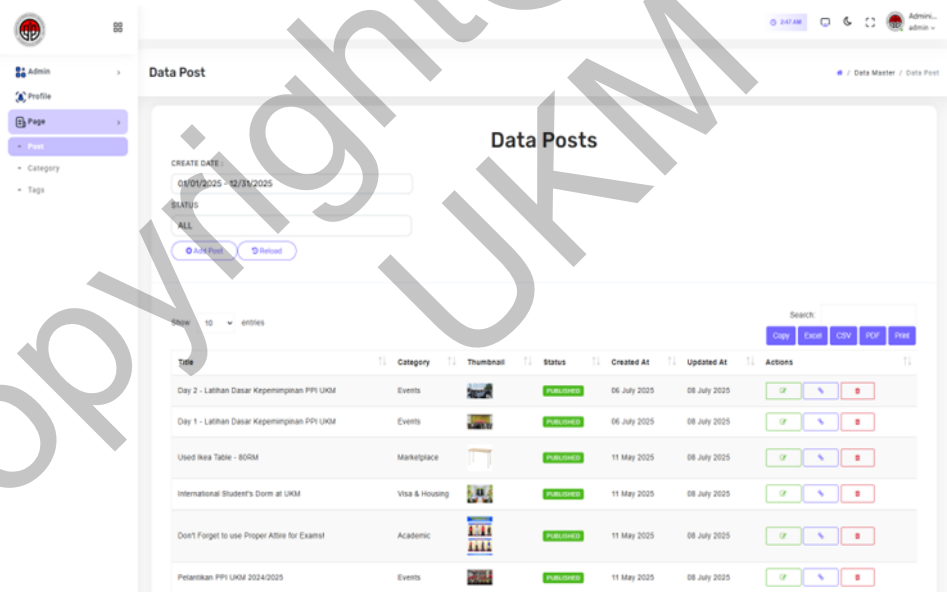 2:47 AM
Admini...
admin
Admin
Profile
Page
Post
Category
Tags
Data Post
/ Data Master / Data Post
Data Posts
CREATE DATE :
01/01/2025 - 12/31/2025
STATUS
ALL
Add Post
Reload
Show 10 entries
Search:
Copy Excel CSV PDF Print
Title Category Thumbnail Status Created At Updated At Actions
Day 2 - Latihan Dasar Kepemimpinan PPI UKM Events PUBLISHED 06 July 2025 08 July 2025
Day 1 - Latihan Dasar Kepemimpinan PPI UKM Events PUBLISHED 06 July 2025 08 July 2025
Used Ikea Table - 80RM Marketplace PUBLISHED 11 May 2025 08 July 2025
International Student's Dorm at UKM Visa & Housing PUBLISHED 11 May 2025 08 July 2025
Don't Forget to use Proper Attire for Exams! Academic PUBLISHED 11 May 2025 08 July 2025
Pelantikan PPI UKM 2024/2025 Events PUBLISHED 11 May 2025 08 July 2025
opyright
UKM